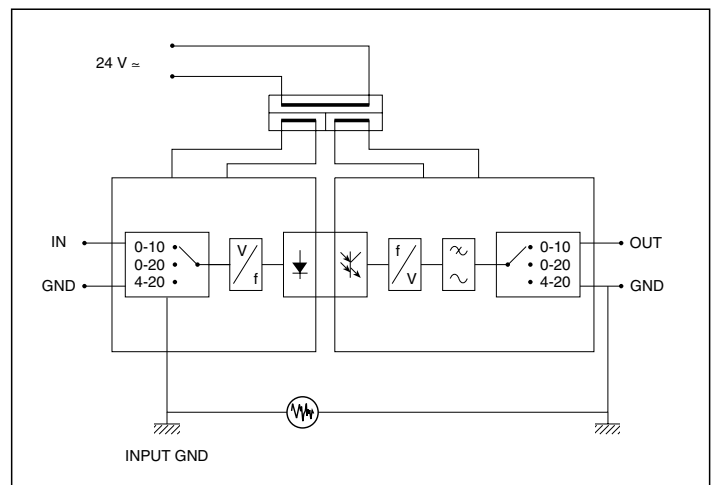 24 V ≃
IN
GND
0-10
0-20
4-20
V
f
f
V
0-10
0-20
4-20
OUT
GND
INPUT GND